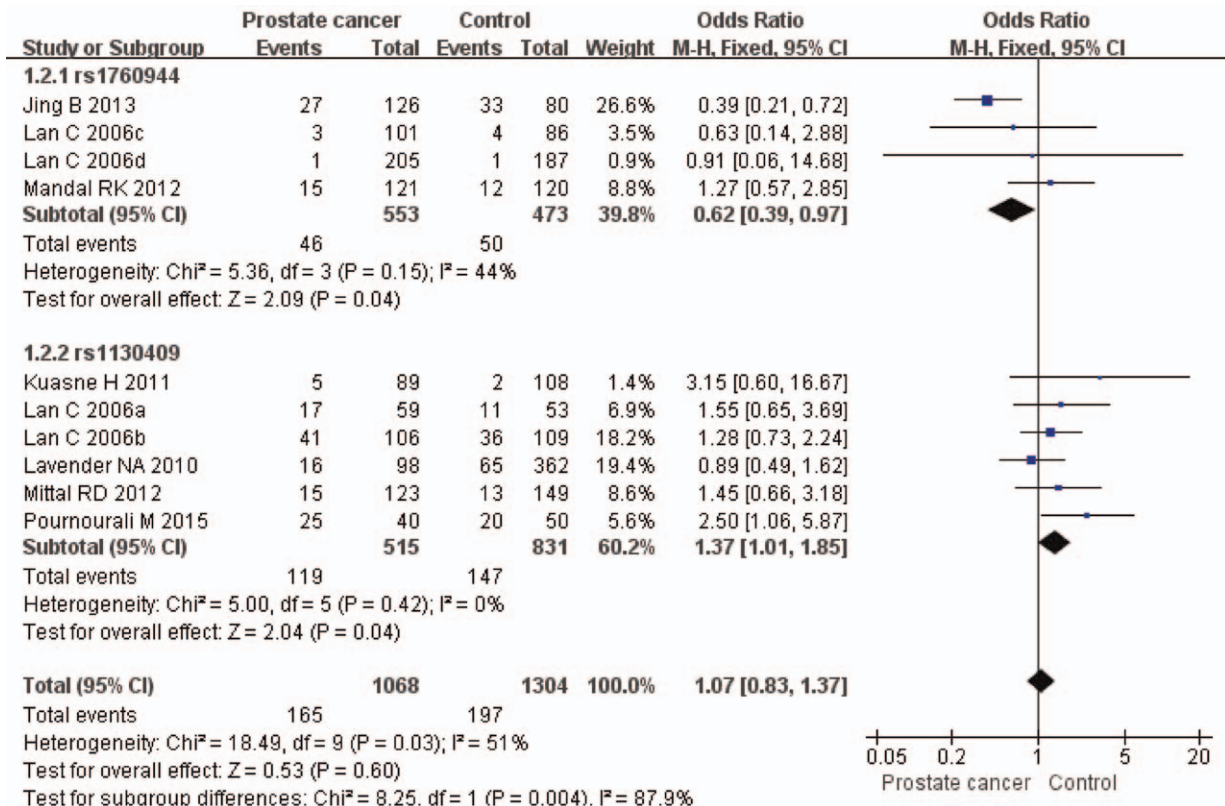 Prostate cancer Control Odds Ratio Odds Ratio
Study or Subgroup Events Total Events Total Weight M-H, Fixed, 95% CI M-H, Fixed, 95% CI
1.2.1 rs1760944
Jing B 2013 27 126 33 80 26.6% 0.39 [0.21, 0.72]
Lan C 2006c 3 101 4 86 3.5% 0.63 [0.14, 2.88]
Lan C 2006d 1 205 1 187 0.9% 0.91 [0.06, 14.68]
Mandal RK 2012 15 121 12 120 8.8% 1.27 [0.57, 2.85]
Subtotal (95% CI) 553 473 39.8% 0.62 [0.39, 0.97]
Total events 46 50
Heterogeneity: Chi² = 5.36, df = 3 (P = 0.15); I² = 44%
Test for overall effect: Z = 2.09 (P = 0.04)
1.2.2 rs1130409
Kuasne H 2011 5 89 2 108 1.4% 3.15 [0.60, 16.67]
Lan C 2006a 17 59 11 53 6.9% 1.55 [0.65, 3.69]
Lan C 2006b 41 106 36 109 18.2% 1.28 [0.73, 2.24]
Lavender NA 2010 16 98 65 362 19.4% 0.89 [0.49, 1.62]
Mittal RD 2012 15 123 13 149 8.6% 1.45 [0.66, 3.18]
Pournourali M 2015 25 40 20 50 5.6% 2.50 [1.06, 5.87]
Subtotal (95% CI) 515 831 60.2% 1.37 [1.01, 1.85]
Total events 119 147
Heterogeneity: Chi² = 5.00, df = 5 (P = 0.42); I² = 0%
Test for overall effect: Z = 2.04 (P = 0.04)
Total (95% CI) 1068 1304 100.0% 1.07 [0.83, 1.37]
Total events 165 197
Heterogeneity: Chi² = 18.49, df = 9 (P = 0.03); I² = 51%
Test for overall effect: Z = 0.53 (P = 0.60)
Test for subgroup differences: Chi² = 8.25, df = 1 (P = 0.004), I² = 87.9%
0.05 0.2 1 5 20
Prostate cancer Control